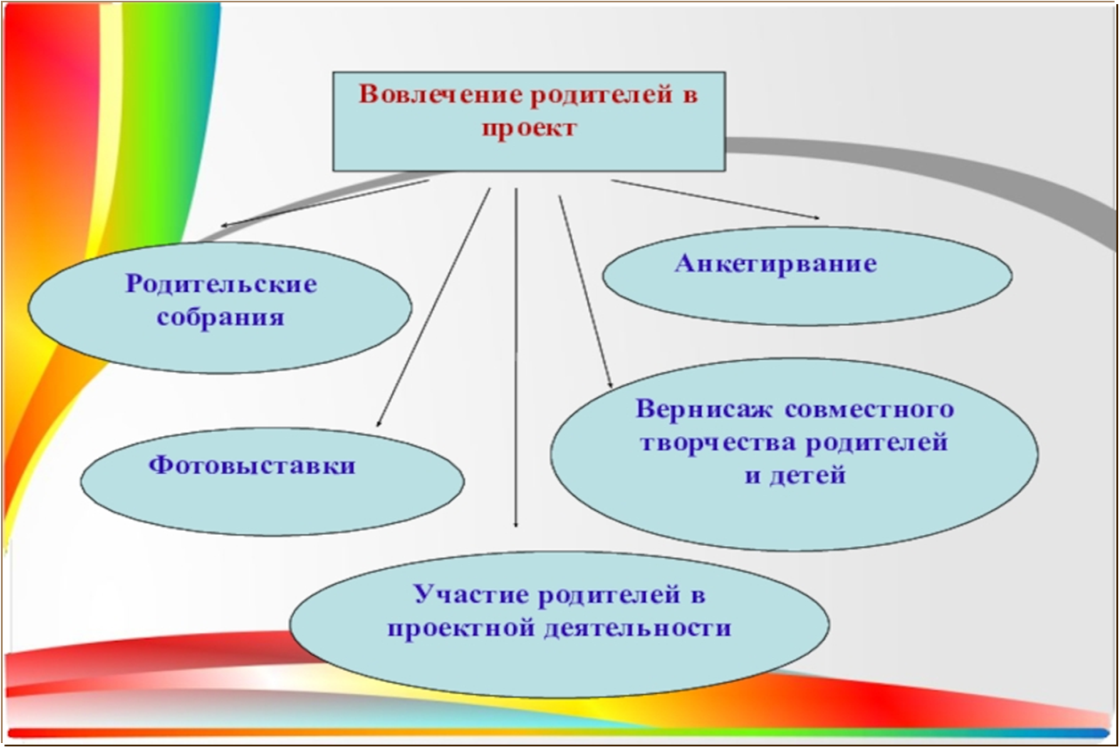 Вовлечение родителей в
проект
Родительские
собрания
Анкетирвание
Фотовыставки
Вернисаж совместного
творчества родителей
и детей
Участие родителей в
проектной деятельности